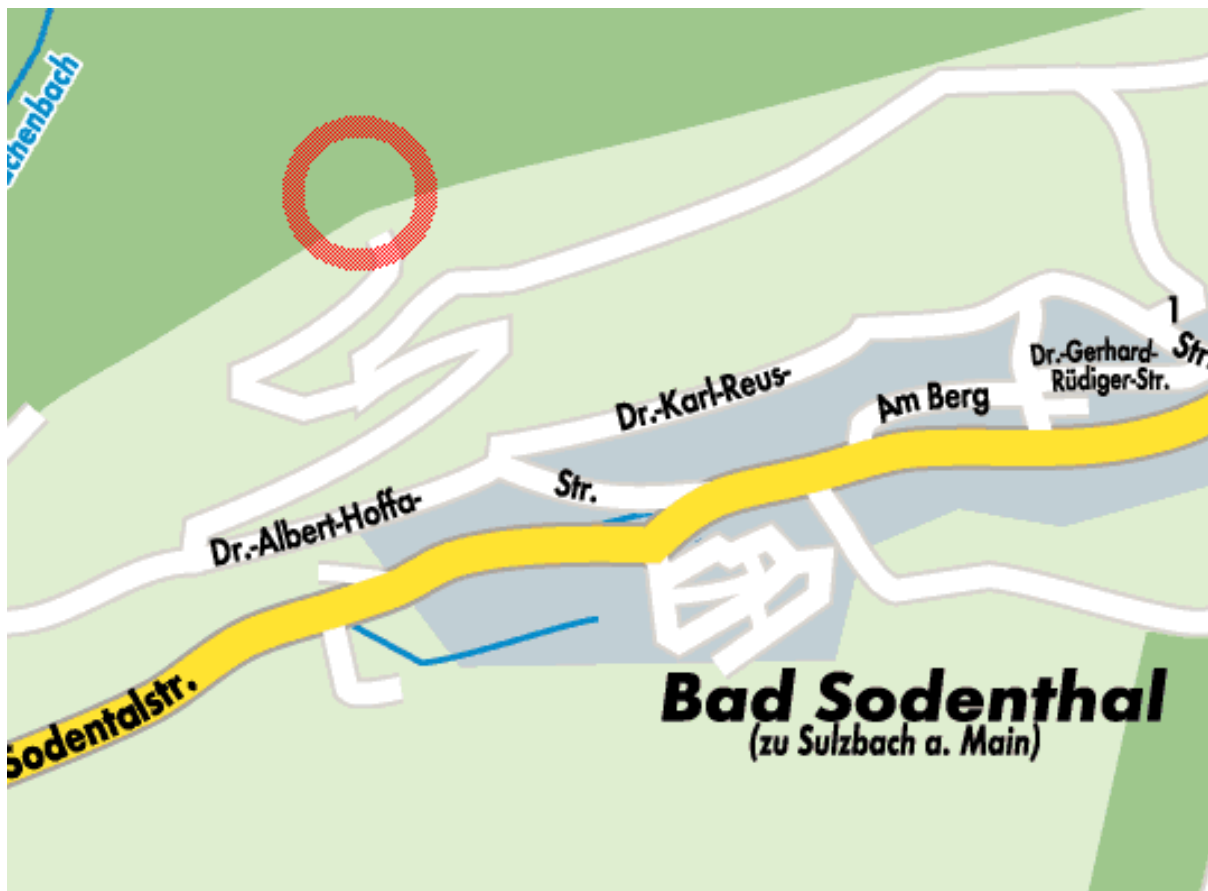 chenbach
1
Dr.-Gerhard-
Rüdiger-Str.
Str.
Dr.-Karl-Reus-
Am Berg
Str.
Dr.-Albert-Hoffa-
Sodentalstr.
Bad Sodenthal
(zu Sulzbach a. Main)